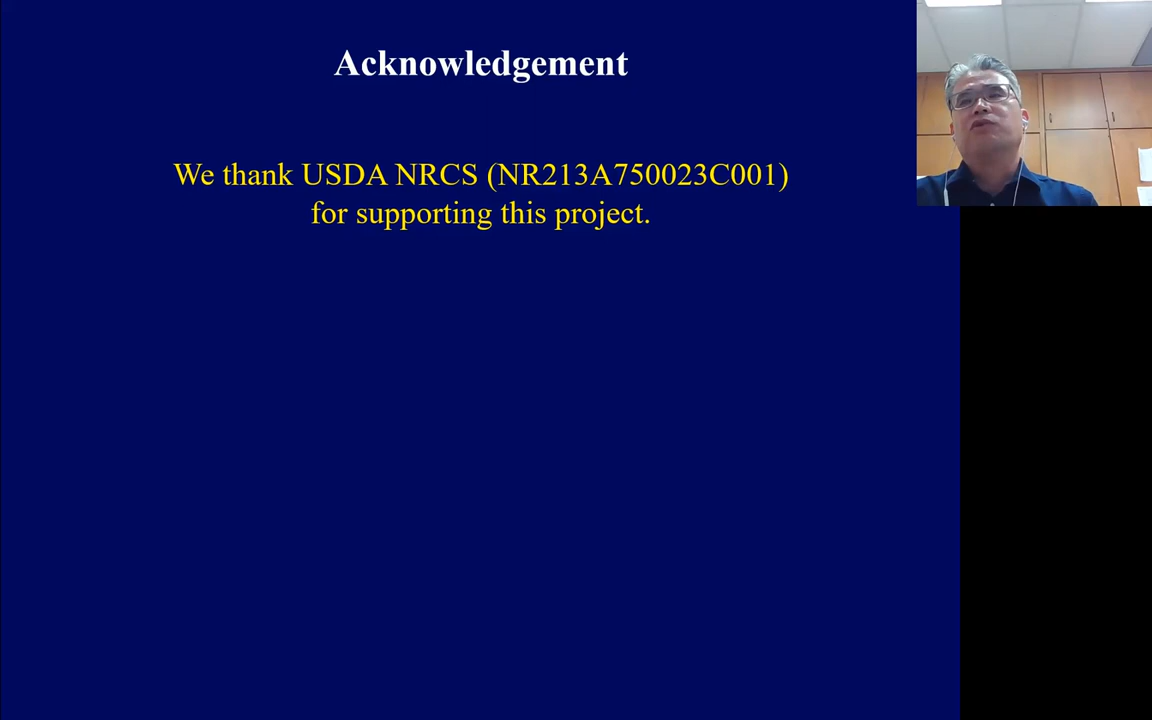 Acknowledgement
We thank USDA NRCS (NR213A750023C001)
for supporting this project.